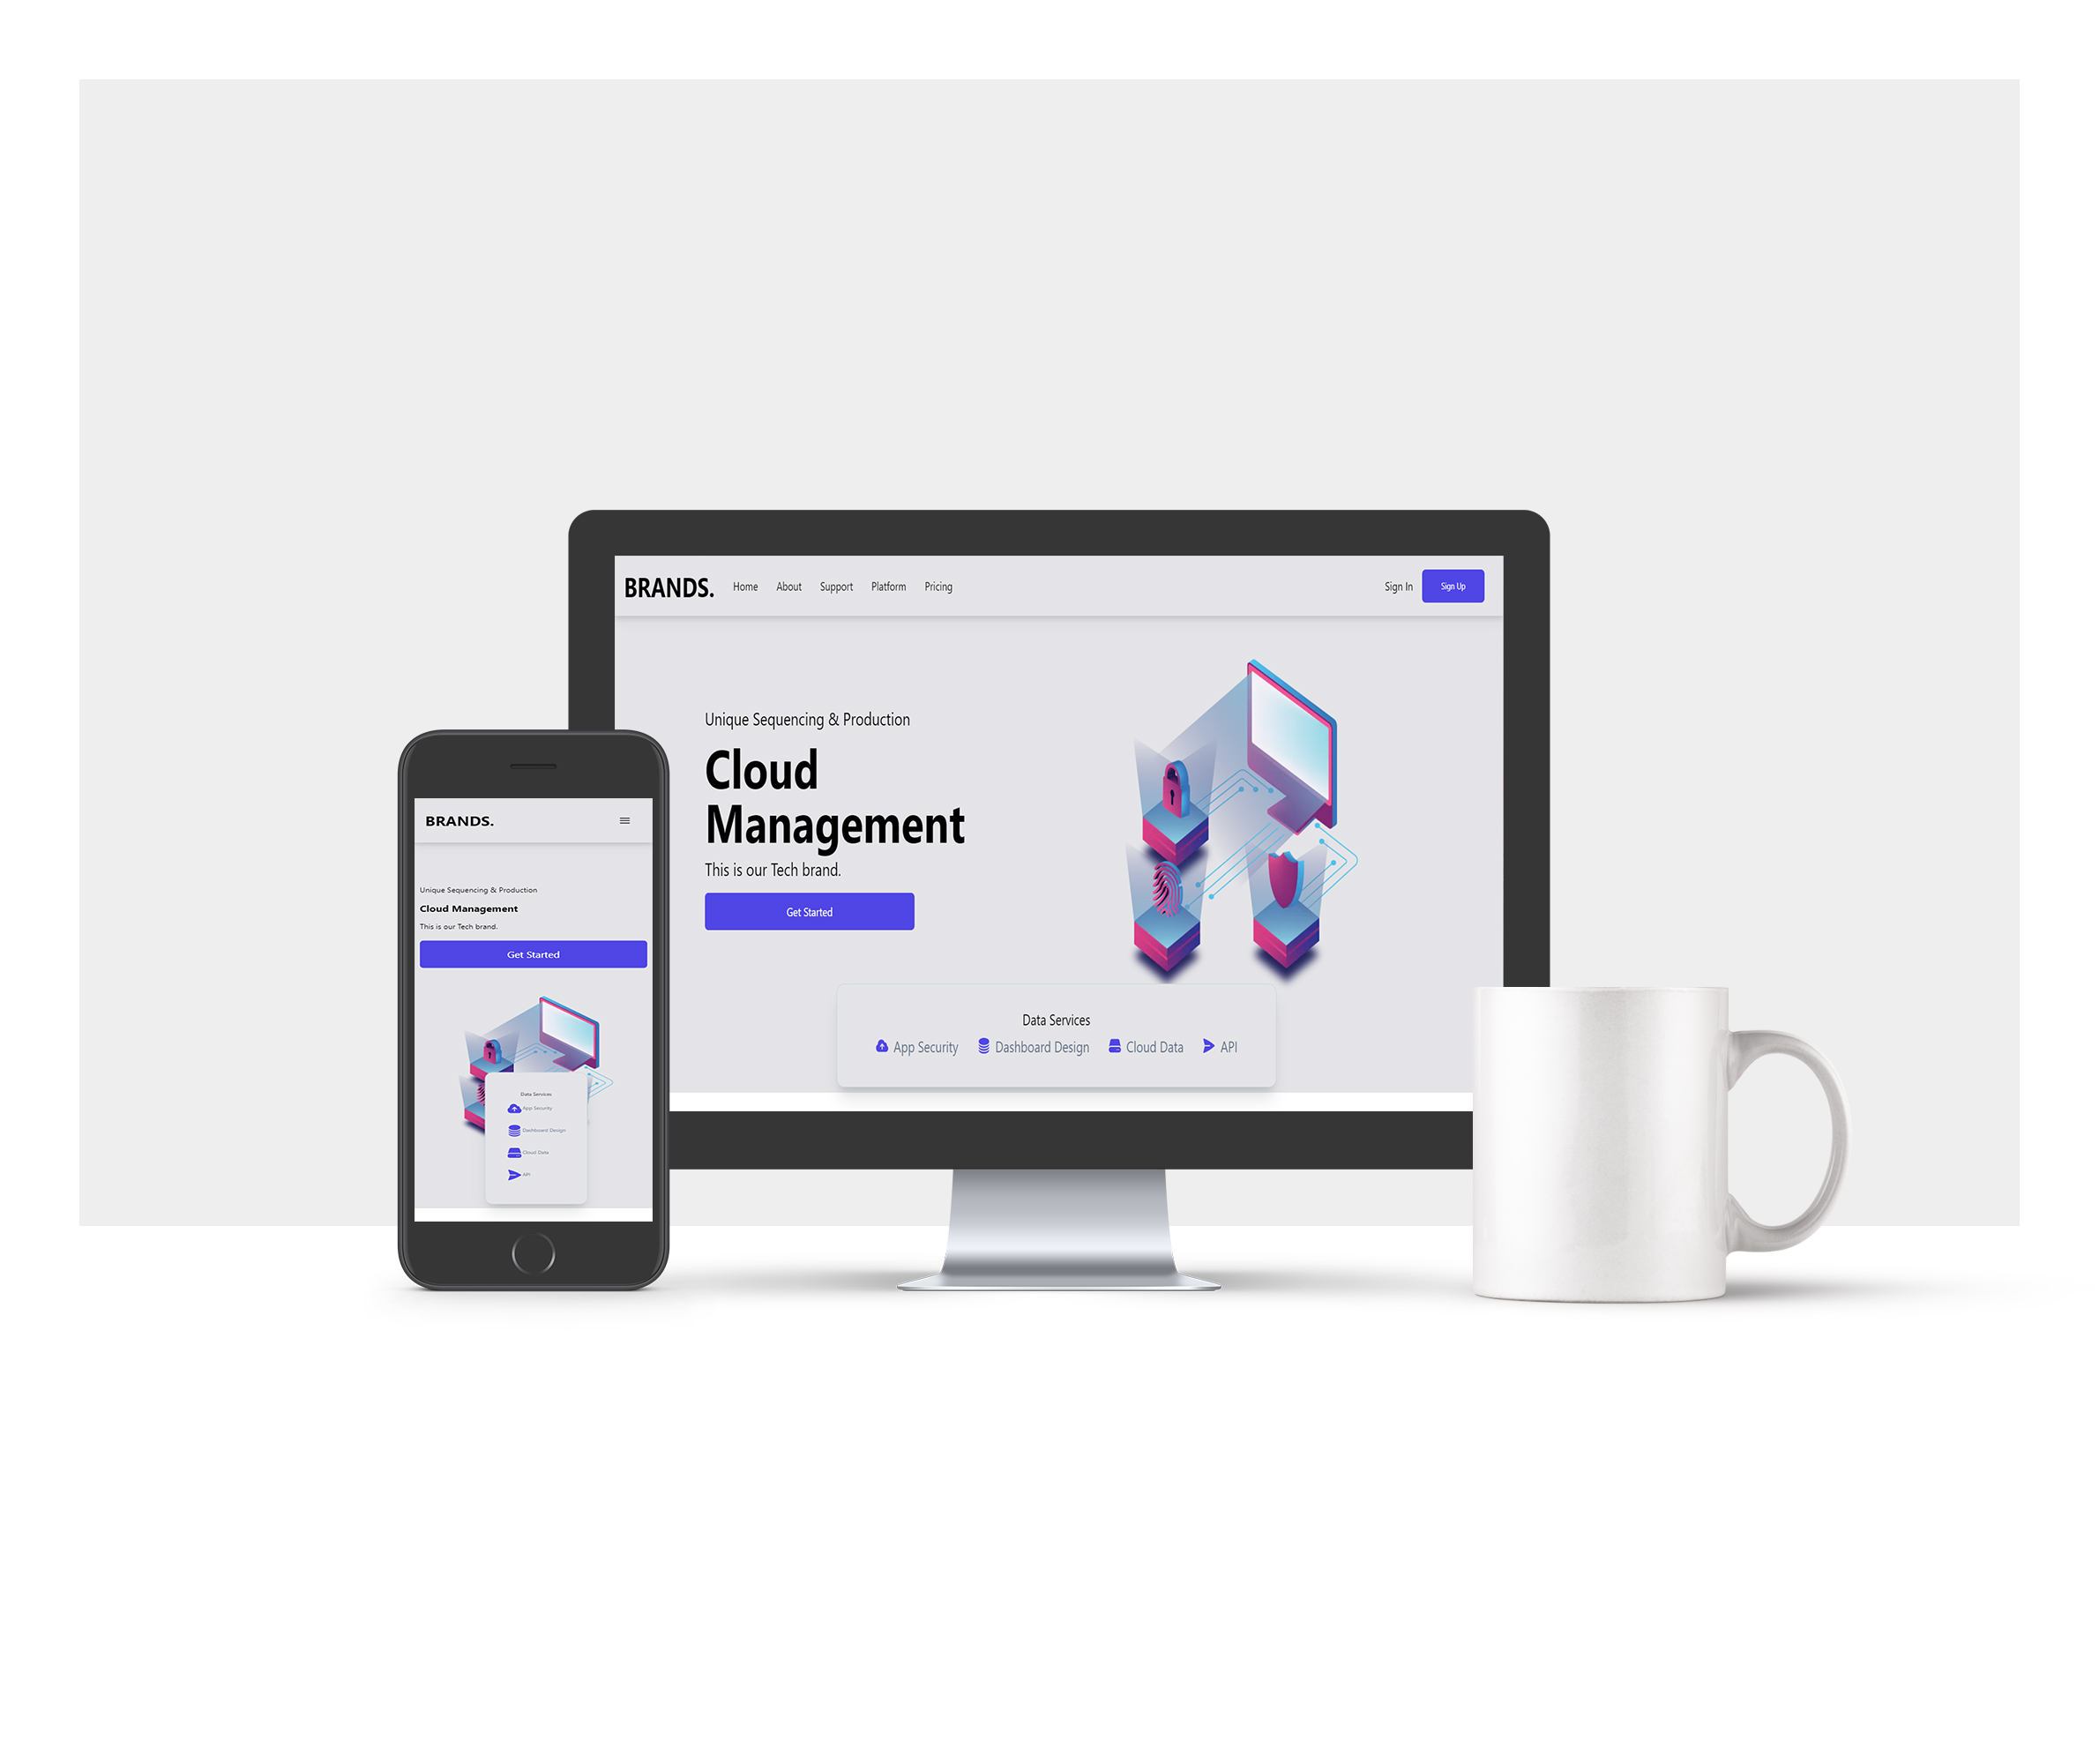 BRANDS. Home About Support Platform Pricing Sign In Sign Up
Unique Sequencing & Production
Cloud
Management
This is our Tech brand.
Get Started
Data Services
App Security Dashboard Design Cloud Data API
BRANDS.
Unique Sequencing & Production
Cloud Management
This is our Tech brand.
Get Started
Data Services
App Security
Dashboard Design
Cloud Data
API